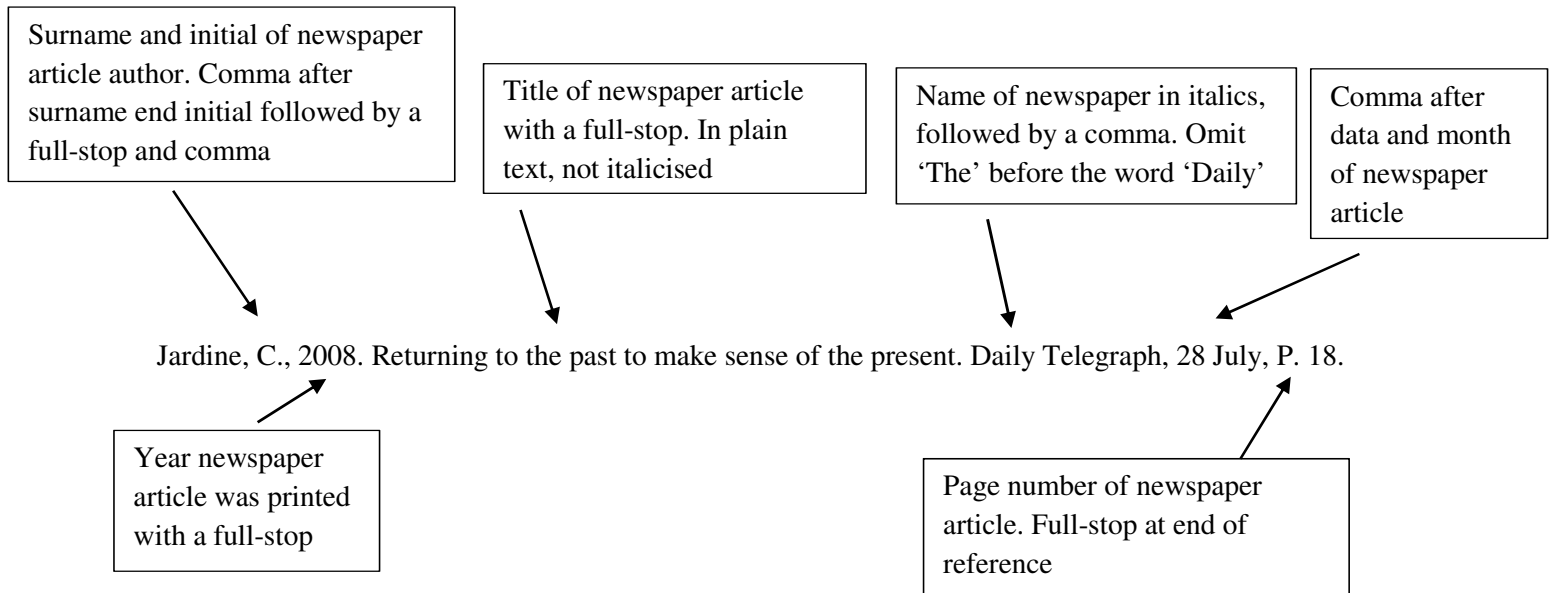 Surname and initial of newspaper
article author. Comma after
surname end initial followed by a
full-stop and comma
Title of newspaper article
with a full-stop. In plain
text, not italicised
Name of newspaper in italics,
followed by a comma. Omit
‘The’ before the word ‘Daily’
Comma after
data and month
of newspaper
article
Jardine, C., 2008. Returning to the past to make sense of the present. Daily Telegraph, 28 July, P. 18.
Year newspaper
article was printed
with a full-stop
Page number of newspaper
article. Full-stop at end of
reference